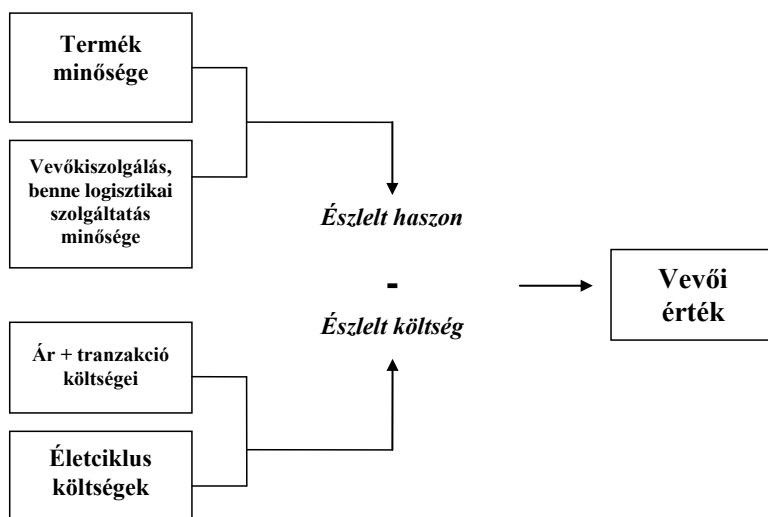 Termék
minősége
Vevőkiszolgálás,
benne logisztikai
szolgáltatás
minősége
Észlelt haszon
-
Észlelt költség
Vevői
érték
Ár + tranzakció
költségei
Életciklus
költségek